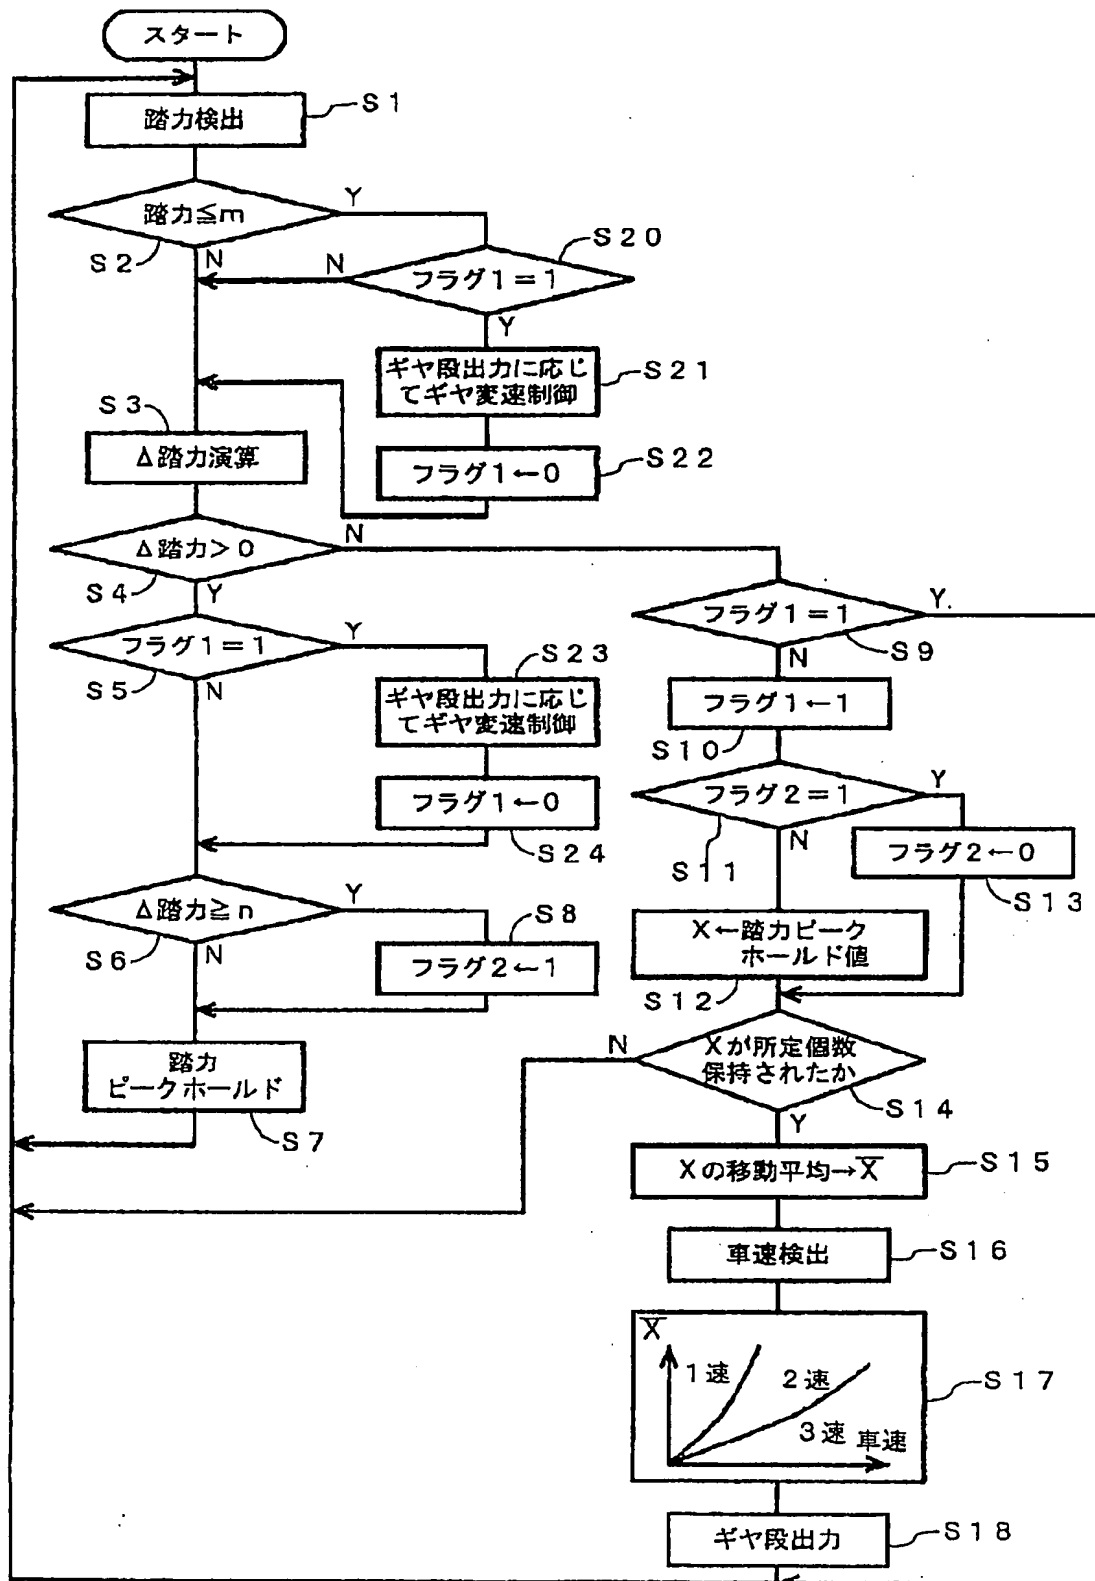 スタート
踏力検出
S1
踏力≦m
Y
S2
N
フラグ1=1
S20
N
Y
ギヤ段出力に応じ
てギヤ変速制御
S21
フラグ1←0
S22
S3
Δ踏力演算
Δ踏力>0
N
S4
Y
フラグ1=1
Y
S5
N
S23
ギヤ段出力に応じ
てギヤ変速制御
フラグ1←0
S24
Δ踏力≧n
Y
S6
N
S8
フラグ2←1
踏力
ピークホールド
S7
フラグ1=1
Y
S9
N
フラグ1←1
S10
フラグ2=1
Y
S11
N
フラグ2←0
S13
X←踏力ピーク
ホールド値
S12
Xが所定個数
保持されたか
N
S14
Y
Xの移動平均→X̅
S15
車速検出
S16
X̅
1速
2速
3速
車速
S17
ギヤ段出力
S18